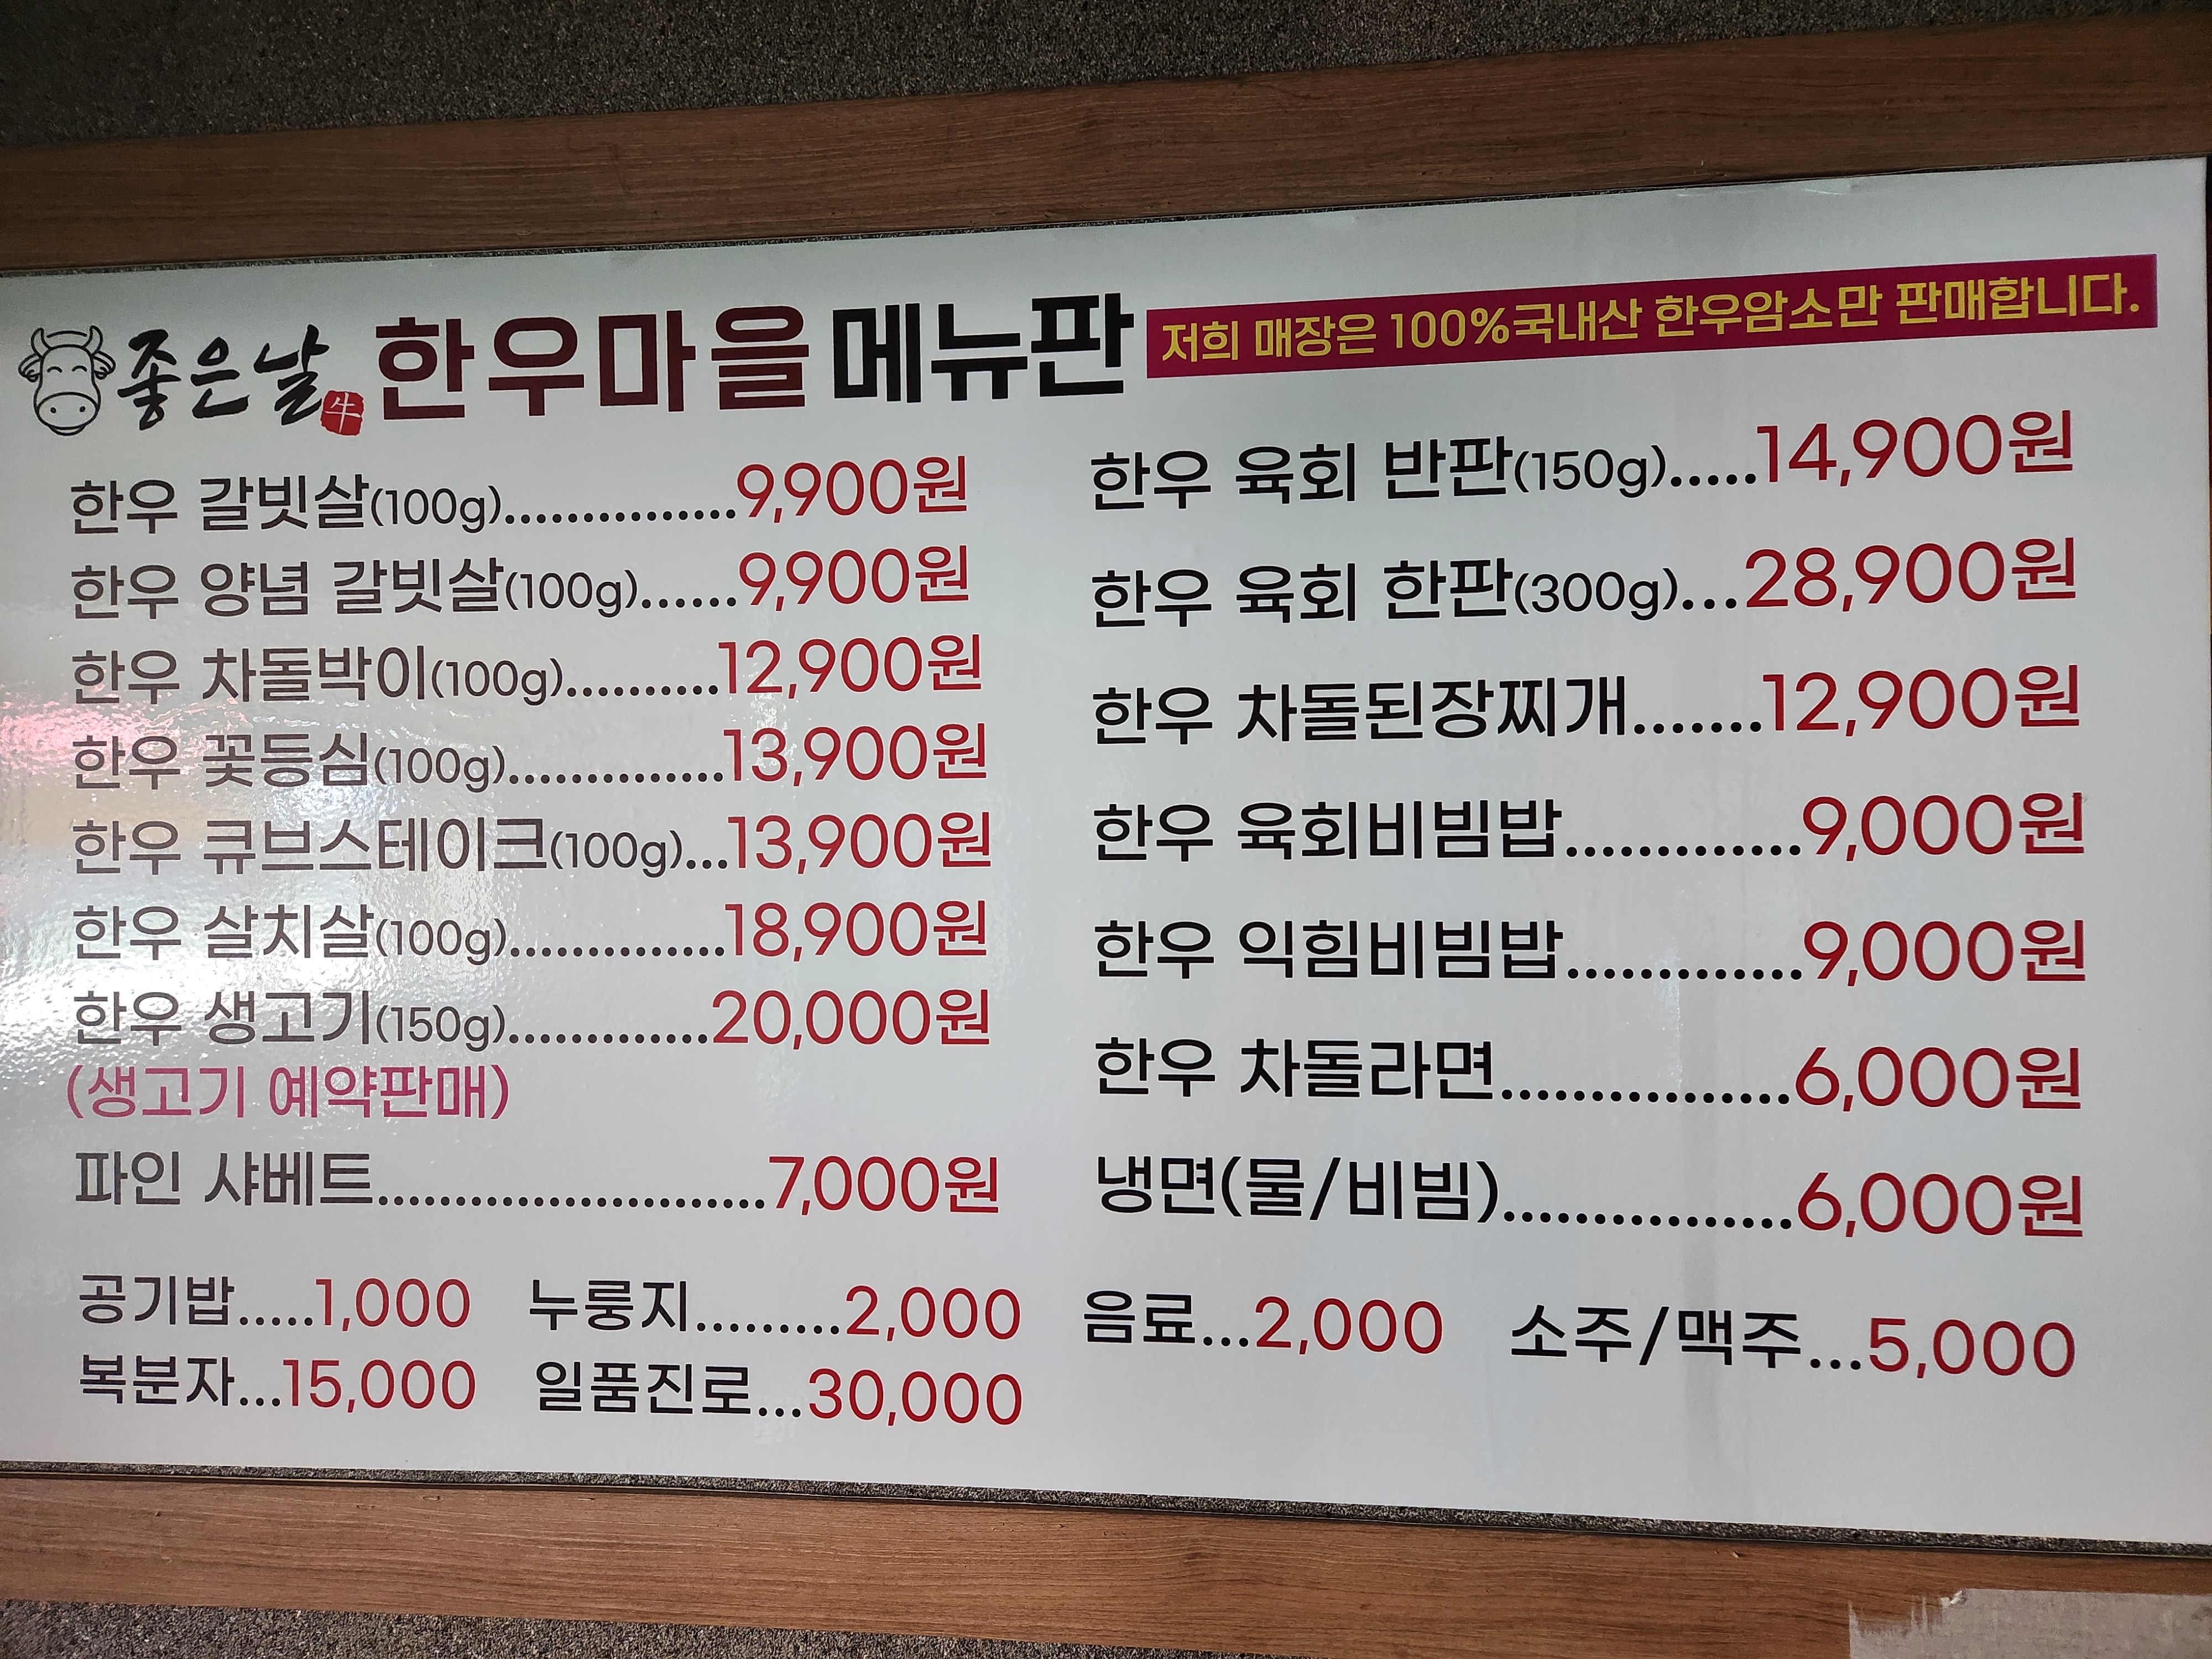 좋은날 牛 한우마을 메뉴판
저희 매장은 100%국내산 한우암소만 판매합니다.
한우 갈빗살(100g)...............9,900원
한우 양념 갈빗살(100g)......9,900원
한우 차돌박이(100g)..........12,900원
한우 꽃등심(100g)..............13,900원
한우 큐브스테이크(100g)...13,900원
한우 살치살(100g)..............18,900원
한우 생고기(150g).............20,000원
(생고기 예약판매)
파인 샤베트.........................7,000원
한우 육회 반판(150g).....14,900원
한우 육회 한판(300g)...28,900원
한우 차돌된장찌개.......12,900원
한우 육회비빔밥.............9,000원
한우 익힘비빔밥.............9,000원
한우 차돌라면................6,000원
냉면(물/비빔)................6,000원
공기밥.....1,000 누룽지.........2,000 음료...2,000 소주/맥주...5,000
복분자...15,000 일품진로...30,000